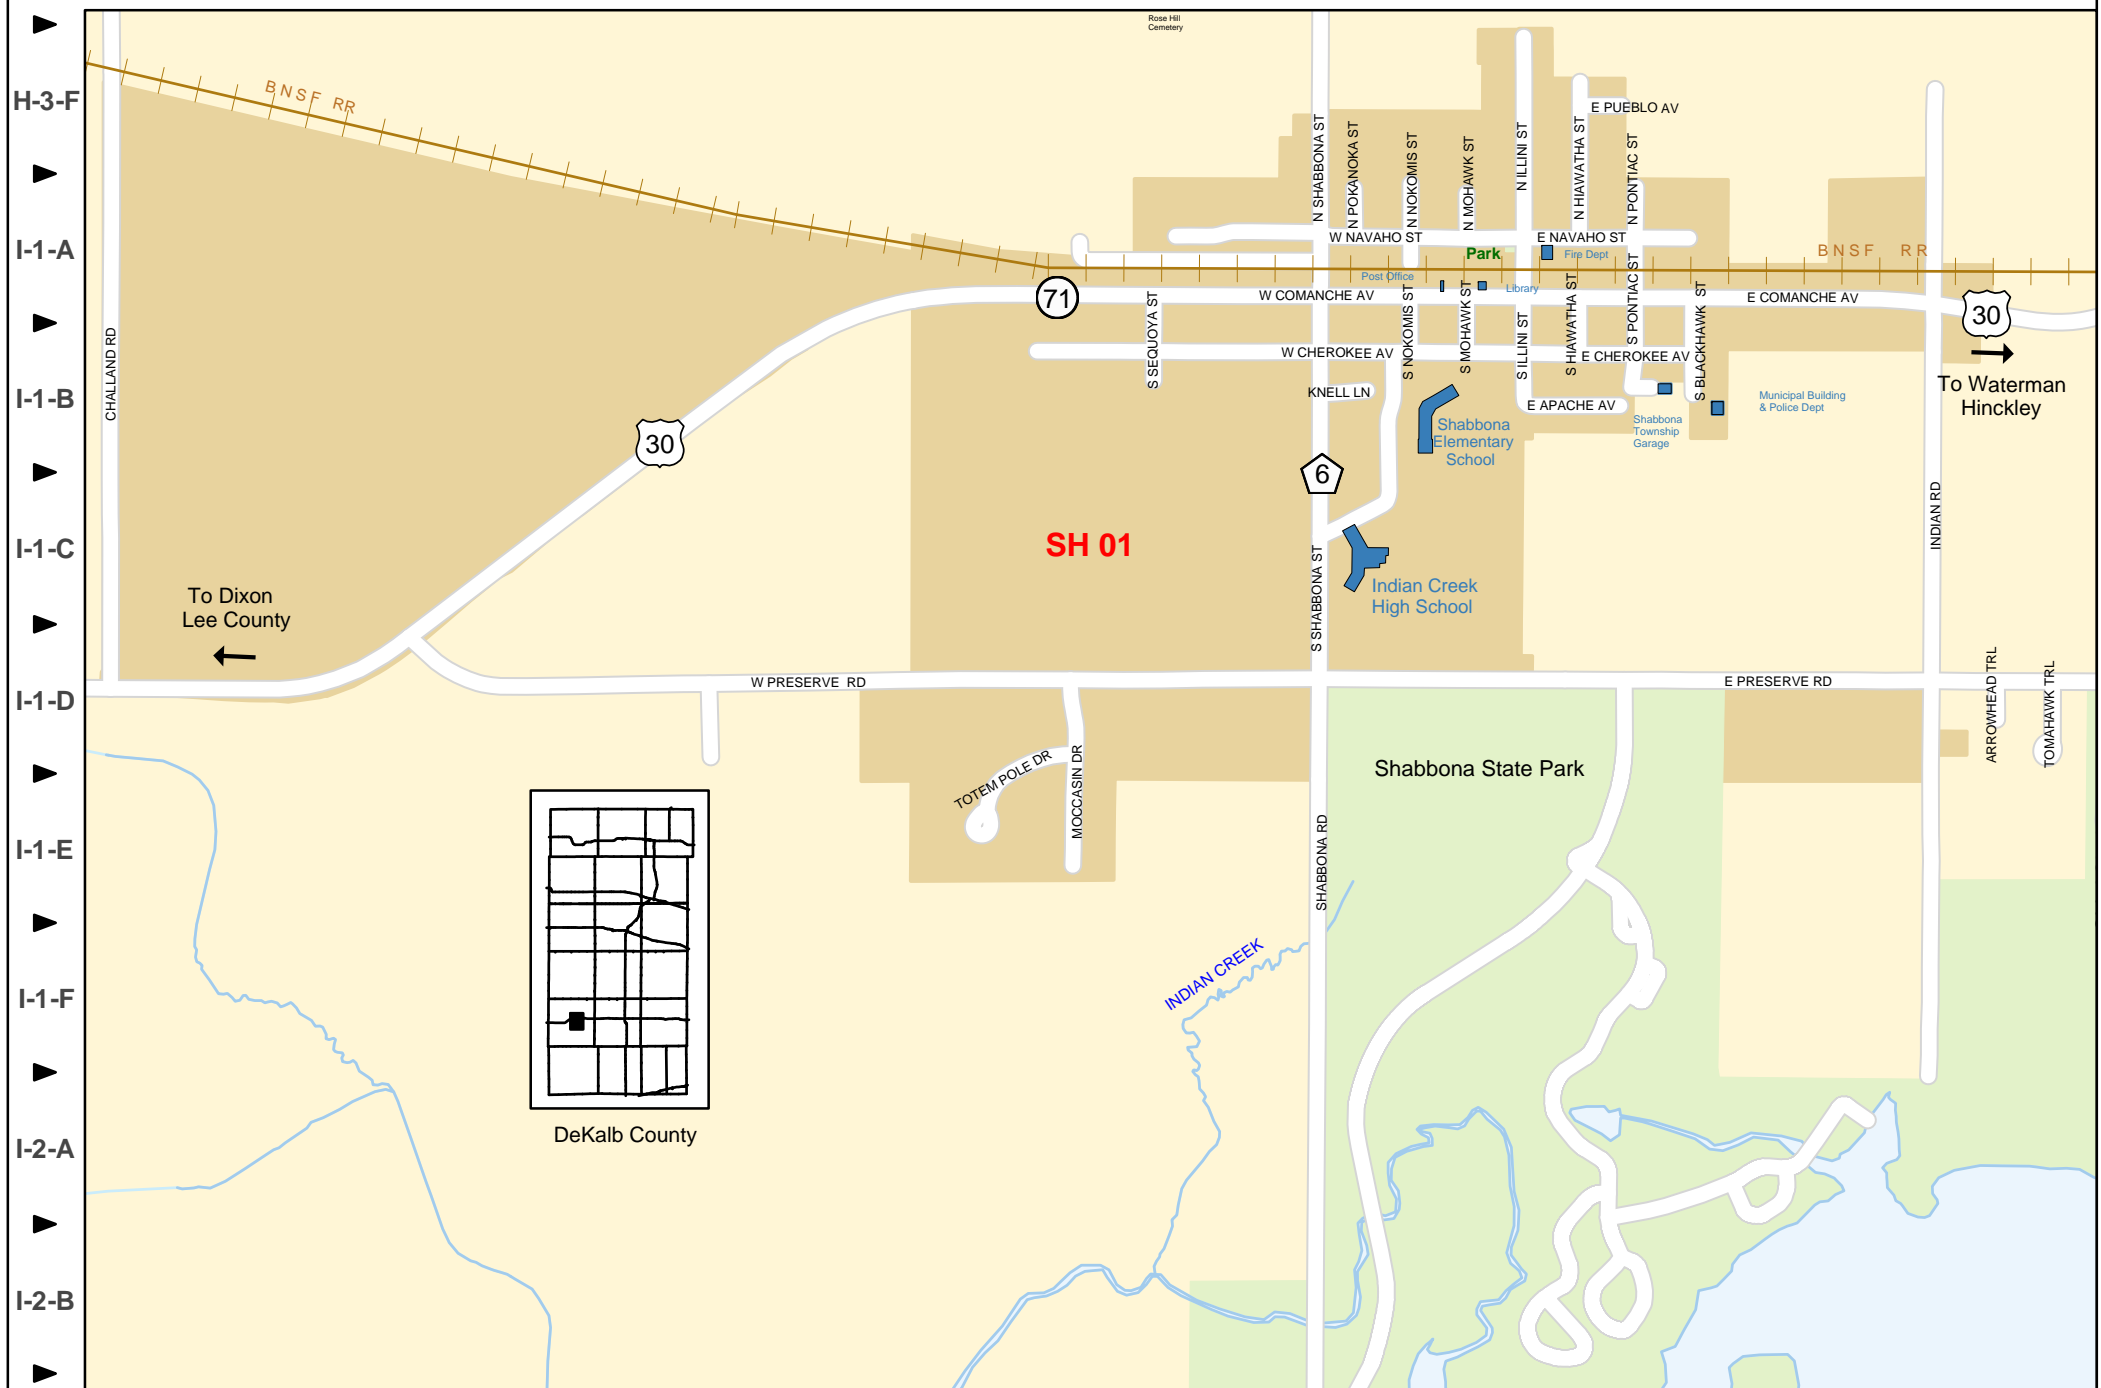 Rose Hill
Cemetery
H-3-F
BNSF RR
E PUEBLO AV
N SHABBONA ST
N POKANOKA ST
N NOKOMIS ST
N MOHAWK ST
N ILLINI ST
N HIAWATHA ST
N PONTIAC ST
I-1-A
W NAVAHO ST
E NAVAHO ST
Park
Fire Dept
BNSF RR
Post Office
Library
71
W COMANCHE AV
E COMANCHE AV
30
S SEQUOYA ST
S NOKOMIS ST
S MOHAWK ST
S ILLINI ST
S HIAWATHA ST
S PONTIAC ST
S BLACKHAWK ST
CHALLAND RD
W CHEROKEE AV
E CHEROKEE AV
To Waterman
Hinckley
I-1-B
KNELL LN
E APACHE AV
Municipal Building
& Police Dept
Shabbona
Township
Garage
30
Shabbona
Elementary
School
6
INDIAN RD
I-1-C
SH 01
S SHABBONA ST
Indian Creek
High School
To Dixon
Lee County
I-1-D
W PRESERVE RD
E PRESERVE RD
ARROWHEAD TRL
TOMAHAWK TRL
TOTEM POLE DR
MOCCASIN DR
Shabbona State Park
I-1-E
SHABBONA RD
INDIAN CREEK
I-1-F
DeKalb County
I-2-A
I-2-B